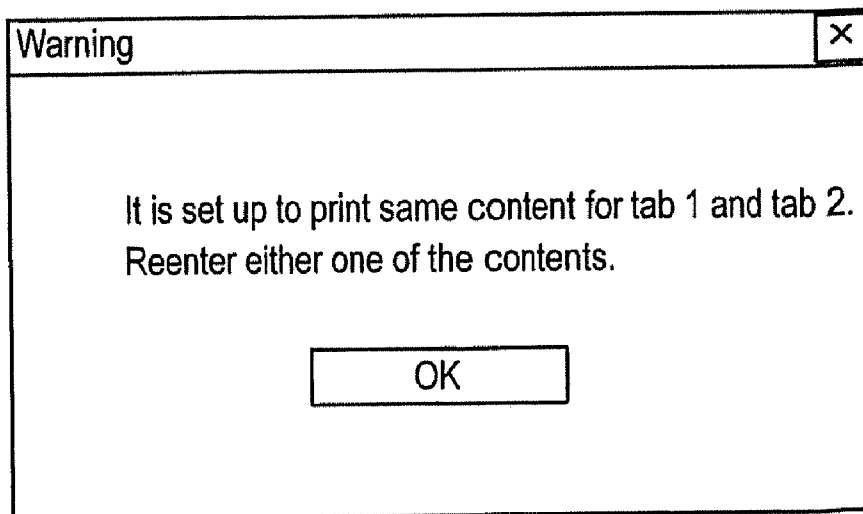 Warning
It is set up to print same content for tab 1 and tab 2.
Reenter either one of the contents.
OK